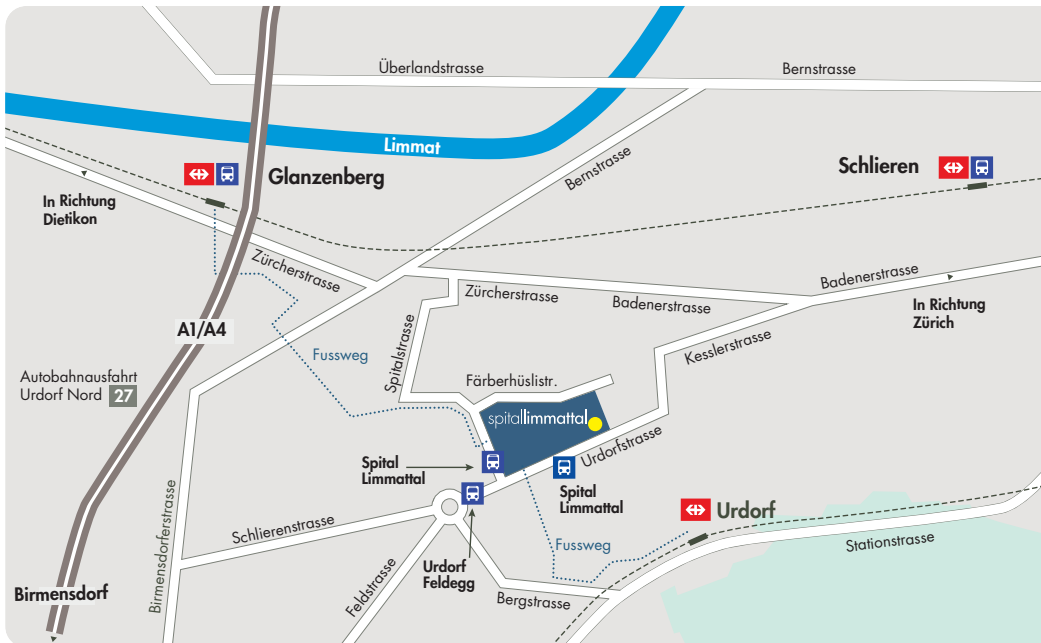 Überlandstrasse
Bernstrasse
Limmat
Bernstrasse
Glanzenberg
Schlieren
In Richtung
Dietikon
Zürcherstrasse
Zürcherstrasse
Badenerstrasse
Badenerstrasse
In Richtung
Zürich
A1/A4
Fussweg
Spitalstrasse
Kesslerstrasse
Autobahnausfahrt
Urdorf Nord 27
Färberhüslistr.
spitallimmattal
Urdorfstrasse
Spital
Limmattal
Spital
Limmattal
Birmensdorferstrasse
Schlierenstrasse
Urdorf
Fussweg
Stationstrasse
Urdorf
Feldegg
Feldstrasse
Bergstrasse
Birmensdorf